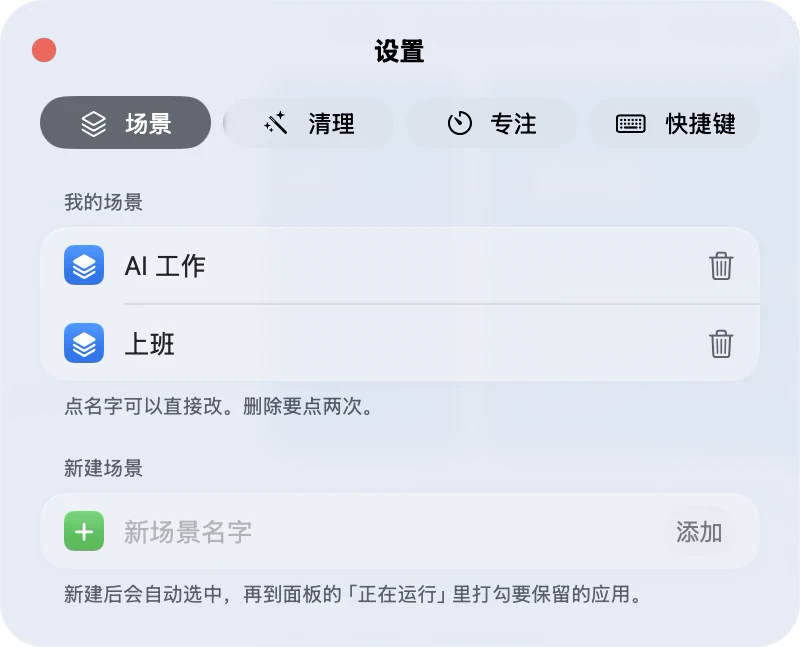 设置
场景 清理 专注 快捷键
我的场景
AI 工作
上班
点名字可以直接改。删除要点两次。
新建场景
新场景名字 添加
新建后会自动选中，再到面板的「正在运行」里打勾要保留的应用。